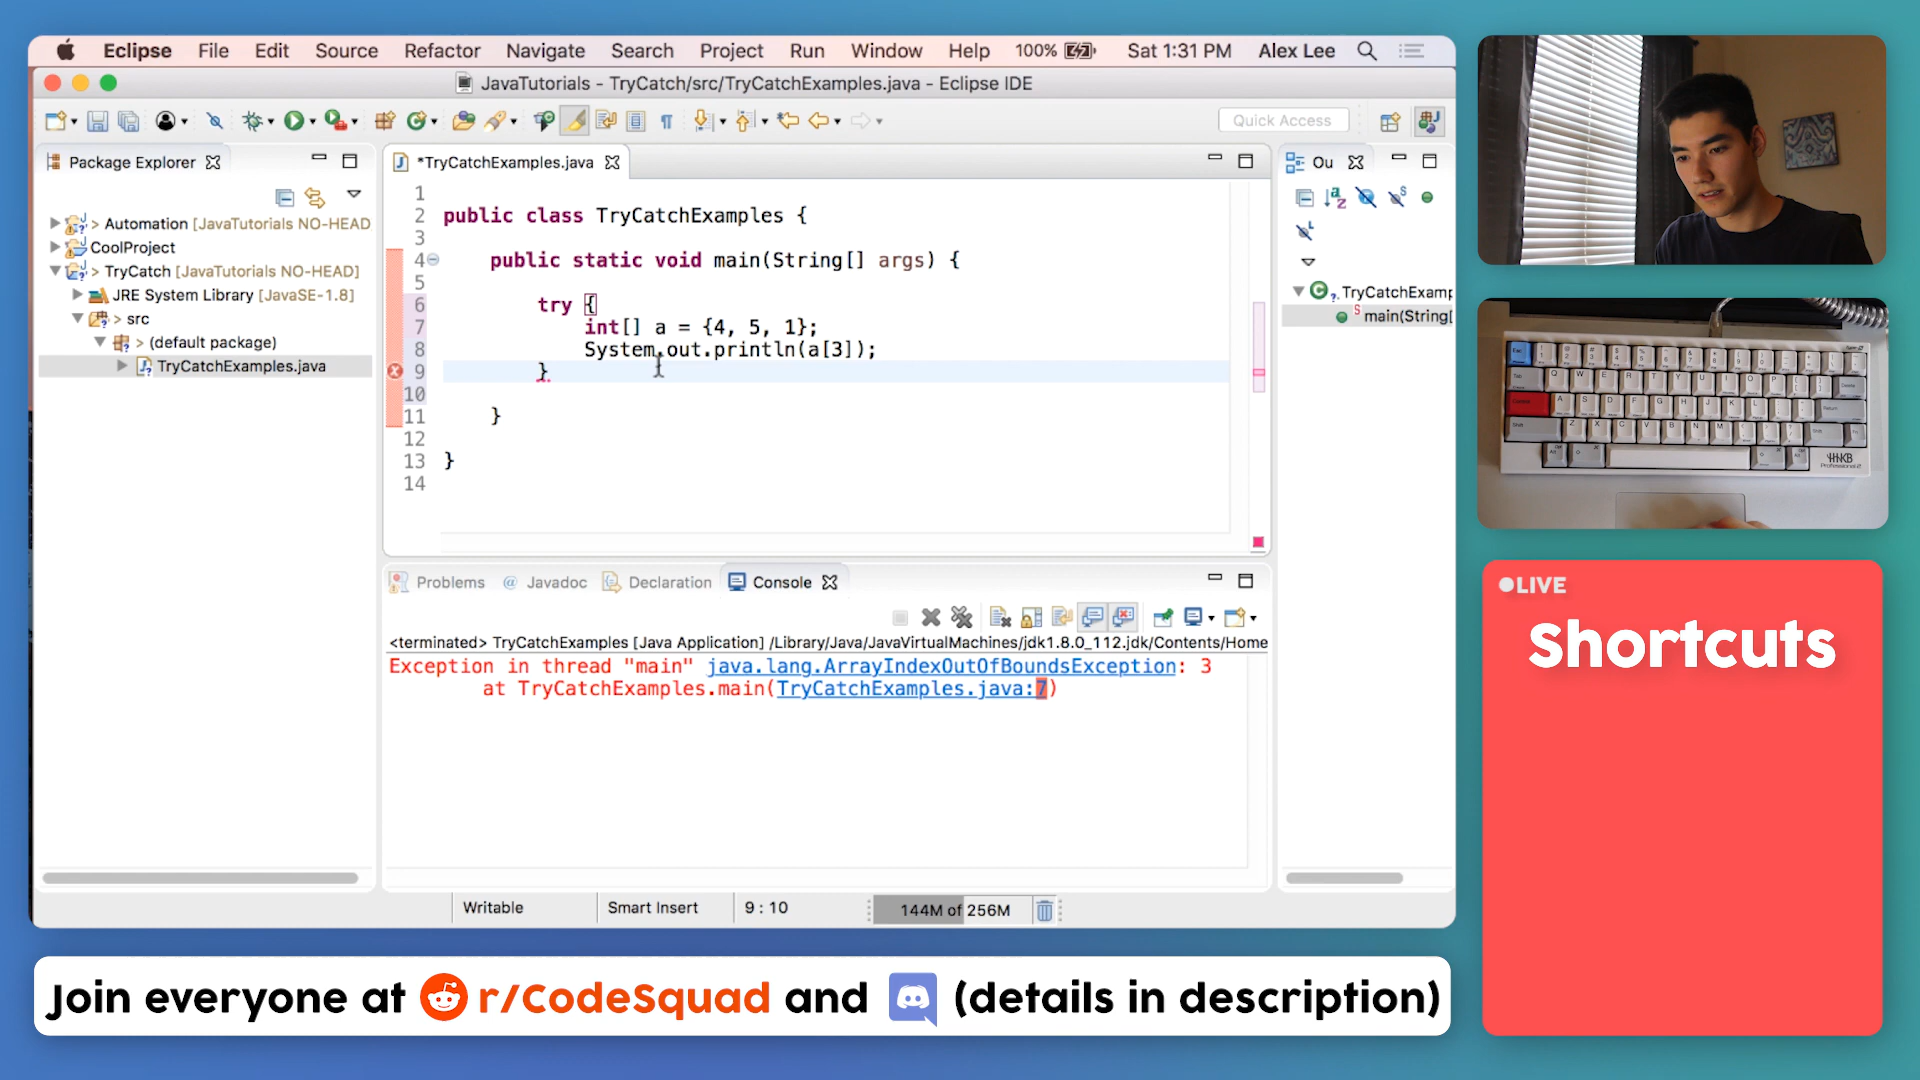 Eclipse File Edit Source Refactor Navigate Search Project Run Window Help 100% Sat 1:31 PM Alex Lee
JavaTutorials - TryCatch/src/TryCatchExamples.java - Eclipse IDE
Quick Access
Package Explorer
> Automation [JavaTutorials NO-HEAD]
CoolProject
> TryCatch [JavaTutorials NO-HEAD]
JRE System Library [JavaSE-1.8]
> src
> (default package)
TryCatchExamples.java
*TryCatchExamples.java
1
2 public class TryCatchExamples {
3
4 public static void main(String[] args) {
5
6 try {
7 int[] a = {4, 5, 1};
8 System.out.println(a[3]);
9 }
10
11 }
12
13 }
14
Ou
TryCatchExamp
main(String[
Problems @ Javadoc Declaration Console
<terminated> TryCatchExamples [Java Application] /Library/Java/JavaVirtualMachines/jdk1.8.0_112.jdk/Contents/Home
Exception in thread "main" java.lang.ArrayIndexOutOfBoundsException: 3
at TryCatchExamples.main(TryCatchExamples.java:7)
Writable Smart Insert 9 : 10 144M of 256M
LIVE
Shortcuts
Join everyone at r/CodeSquad and (details in description)